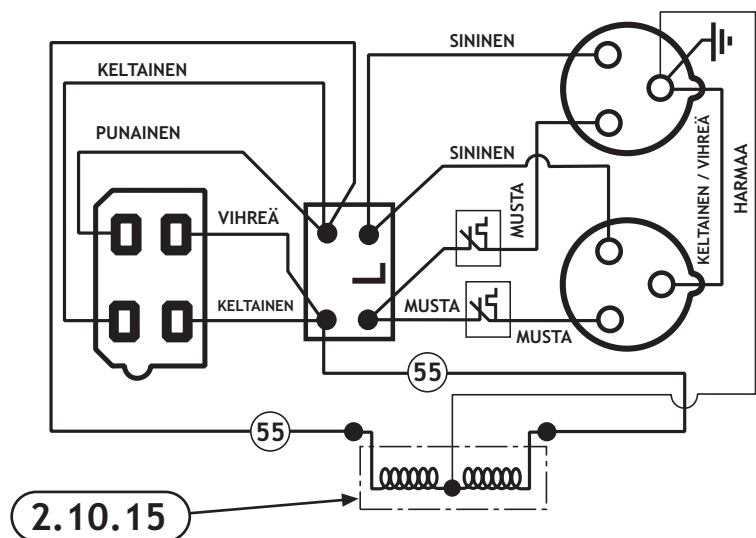 SININEN
KELTAINEN
PUNAINEN
SININEN
VIHREÄ
MUSTA
KELTAINEN / VIHREÄ
HARMAA
L
KELTAINEN
MUSTA
MUSTA
55
55
2.10.15